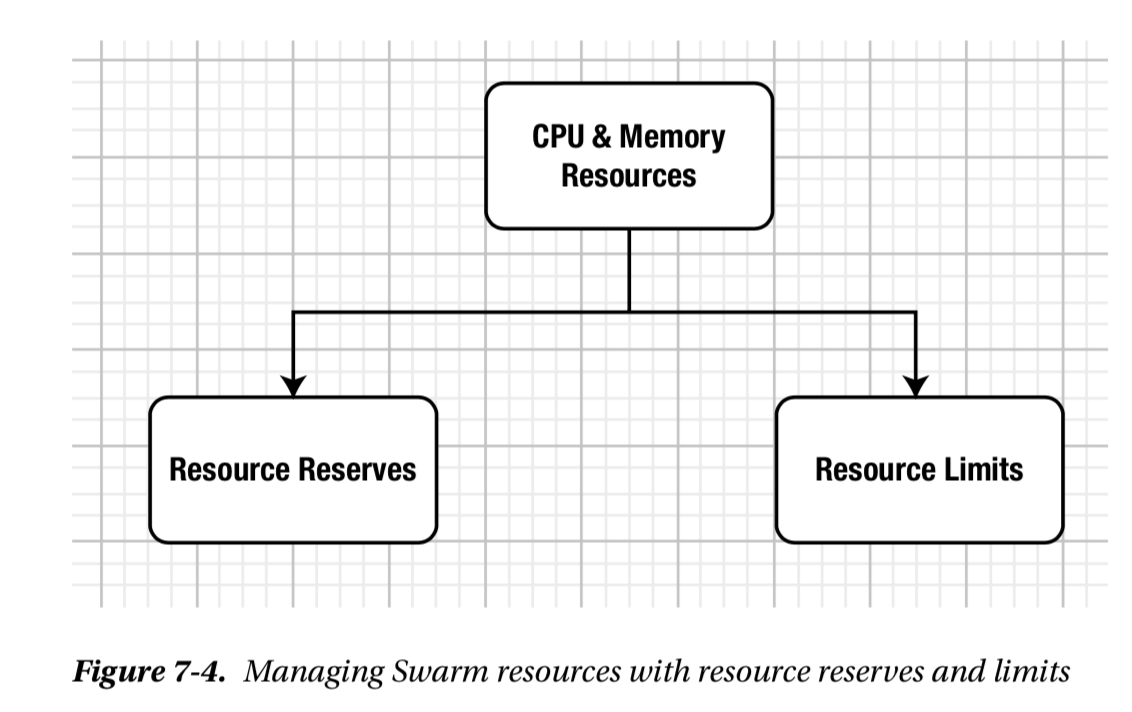 CPU & Memory
Resources
Resource Reserves
Resource Limits
Figure 7-4. Managing Swarm resources with resource reserves and limits